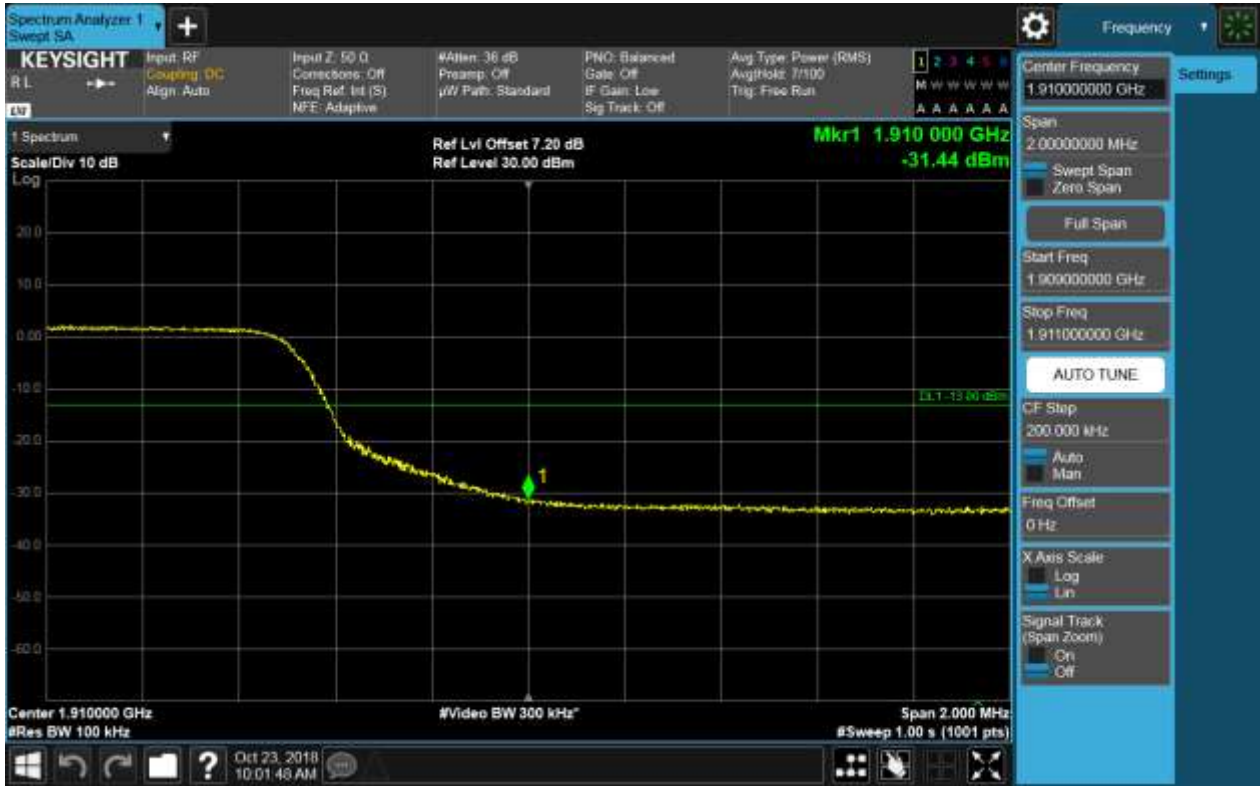 Spectrum Analyzer 1
Swept SA
+
Frequency
KEYSIGHT
R L
Input: RF
Coupling: DC
Align: Auto
Input Z: 50 Ω
Corrections: Off
Freq Ref: Int (S)
NFE: Adaptive
#Atten: 36 dB
Preamp: Off
µW Path: Standard
PNO: Balanced
Gate: Off
IF Gain: Low
Sig Track: Off
Avg Type: Power (RMS)
Avg|Hold: 7/100
Trig: Free Run
1 2 3 4 5 6
M W W W W W
A A A A A A
1 Spectrum
Scale/Div 10 dB
Log
Ref Lvl Offset 7.20 dB
Ref Level 30.00 dBm
Mkr1 1.910 000 GHz
-31.44 dBm
20.0
10.0
0.00
-10.0
-20.0
-30.0
-40.0
-50.0
-60.0
DL1 -13.00 dBm
1
Center 1.910000 GHz
#Res BW 100 kHz
#Video BW 300 kHz*
Span 2.000 MHz
#Sweep 1.00 s (1001 pts)
Center Frequency
1.910000000 GHz
Settings
Span
2.00000000 MHz
Swept Span
Zero Span
Full Span
Start Freq
1.909000000 GHz
Stop Freq
1.911000000 GHz
AUTO TUNE
CF Step
200.000 kHz
Auto
Man
Freq Offset
0 Hz
X Axis Scale
Log
Lin
Signal Track
(Span Zoom)
On
Off
?
Oct 23, 2018
10:01:48 AM